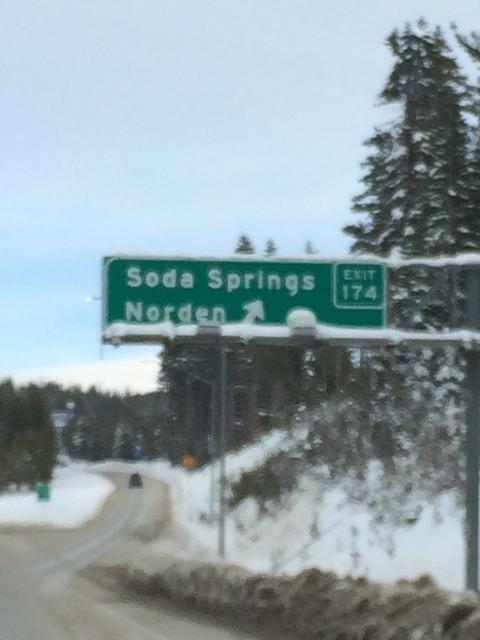 Soda Springs
Norden
EXIT
174